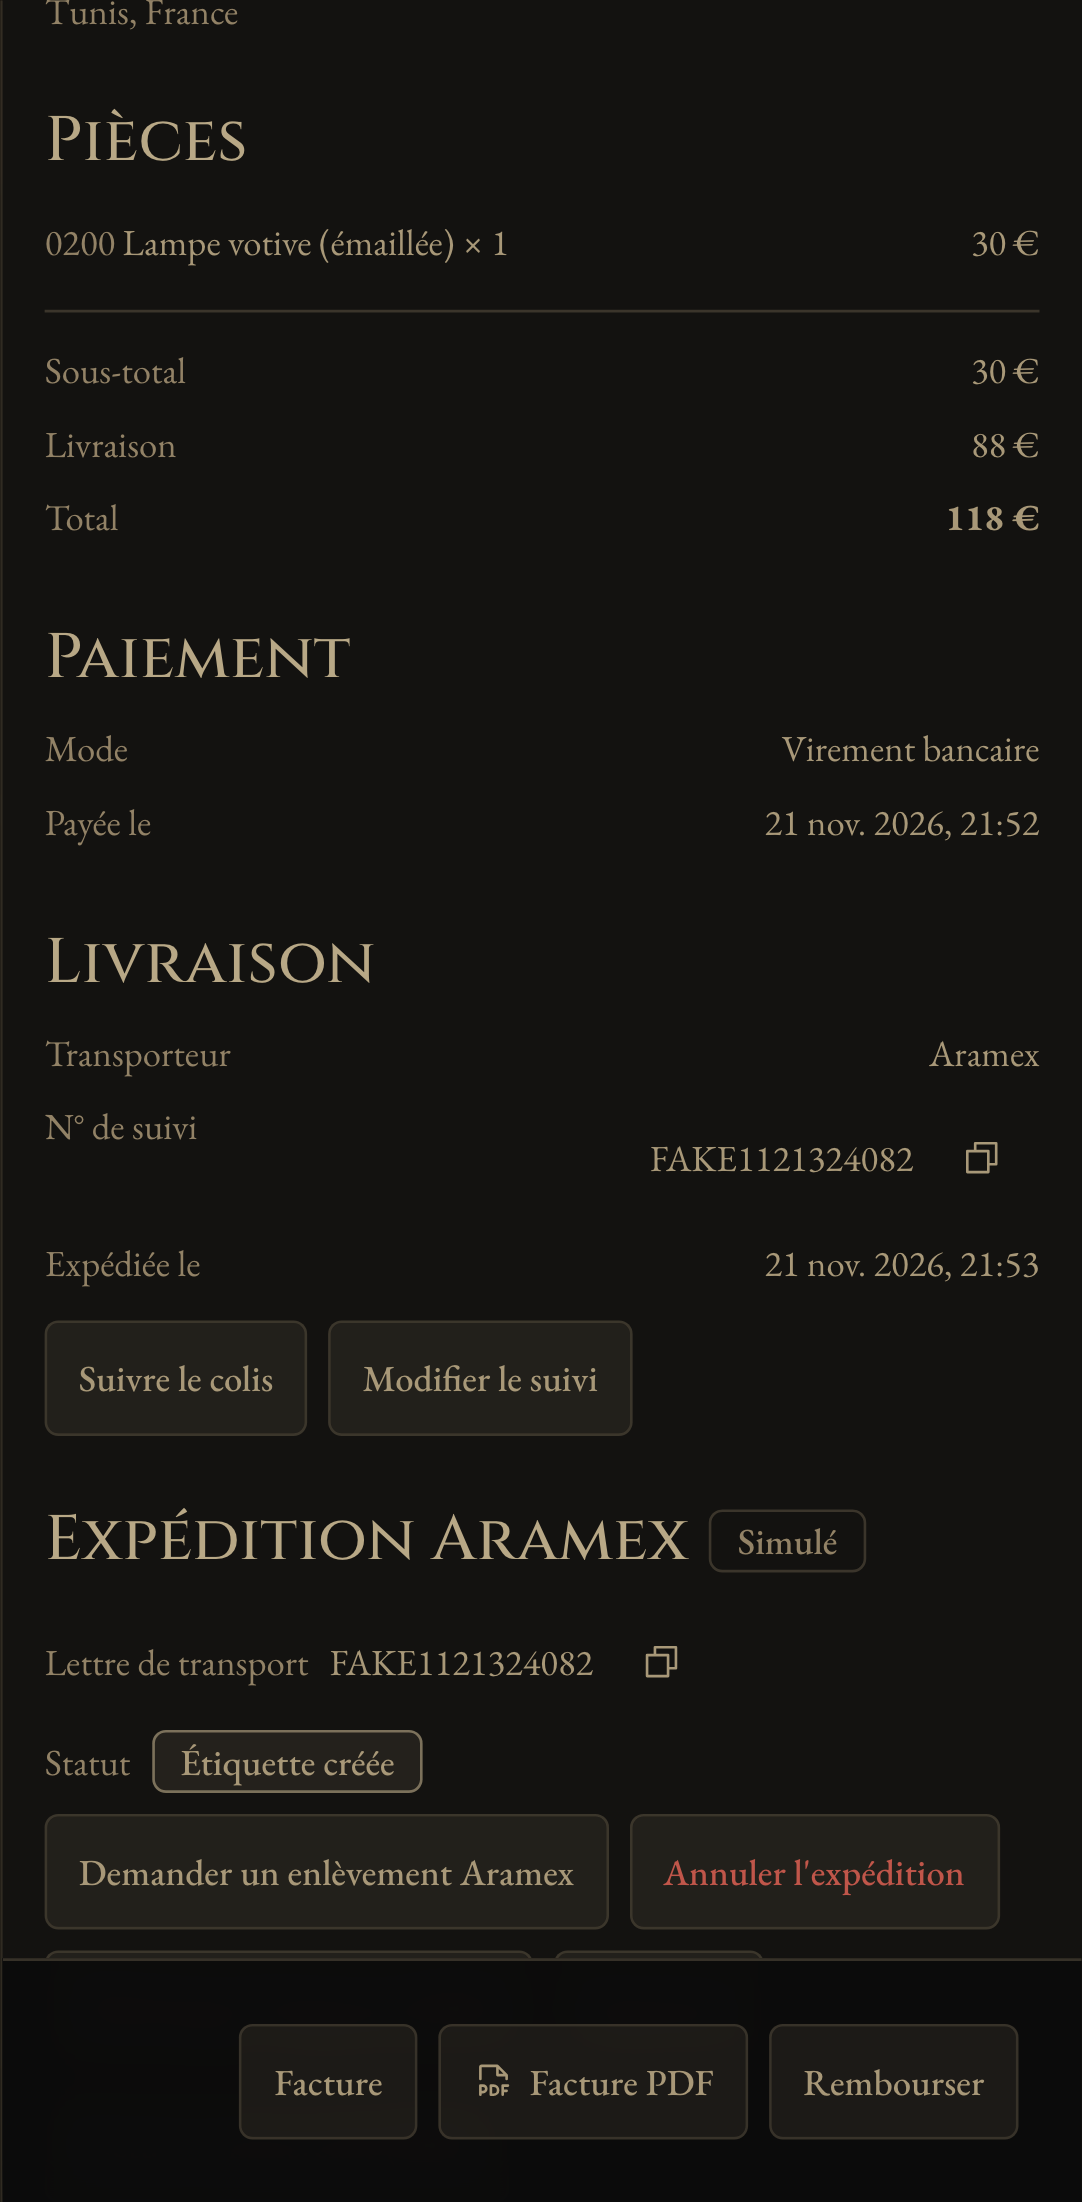 Tunis, France
Pièces
0200 Lampe votive (émaillée) × 1 30 €
Sous-total 30 €
Livraison 88 €
Total 118 €
Paiement
Mode Virement bancaire
Payée le 21 nov. 2026, 21:52
Livraison
Transporteur Aramex
N° de suivi
FAKE1121324082
Expédiée le 21 nov. 2026, 21:53
Suivre le colis Modifier le suivi
Expédition Aramex Simulé
Lettre de transport FAKE1121324082
Statut Étiquette créée
Demander un enlèvement Aramex Annuler l'expédition
Facture PDF Facture PDF Rembourser